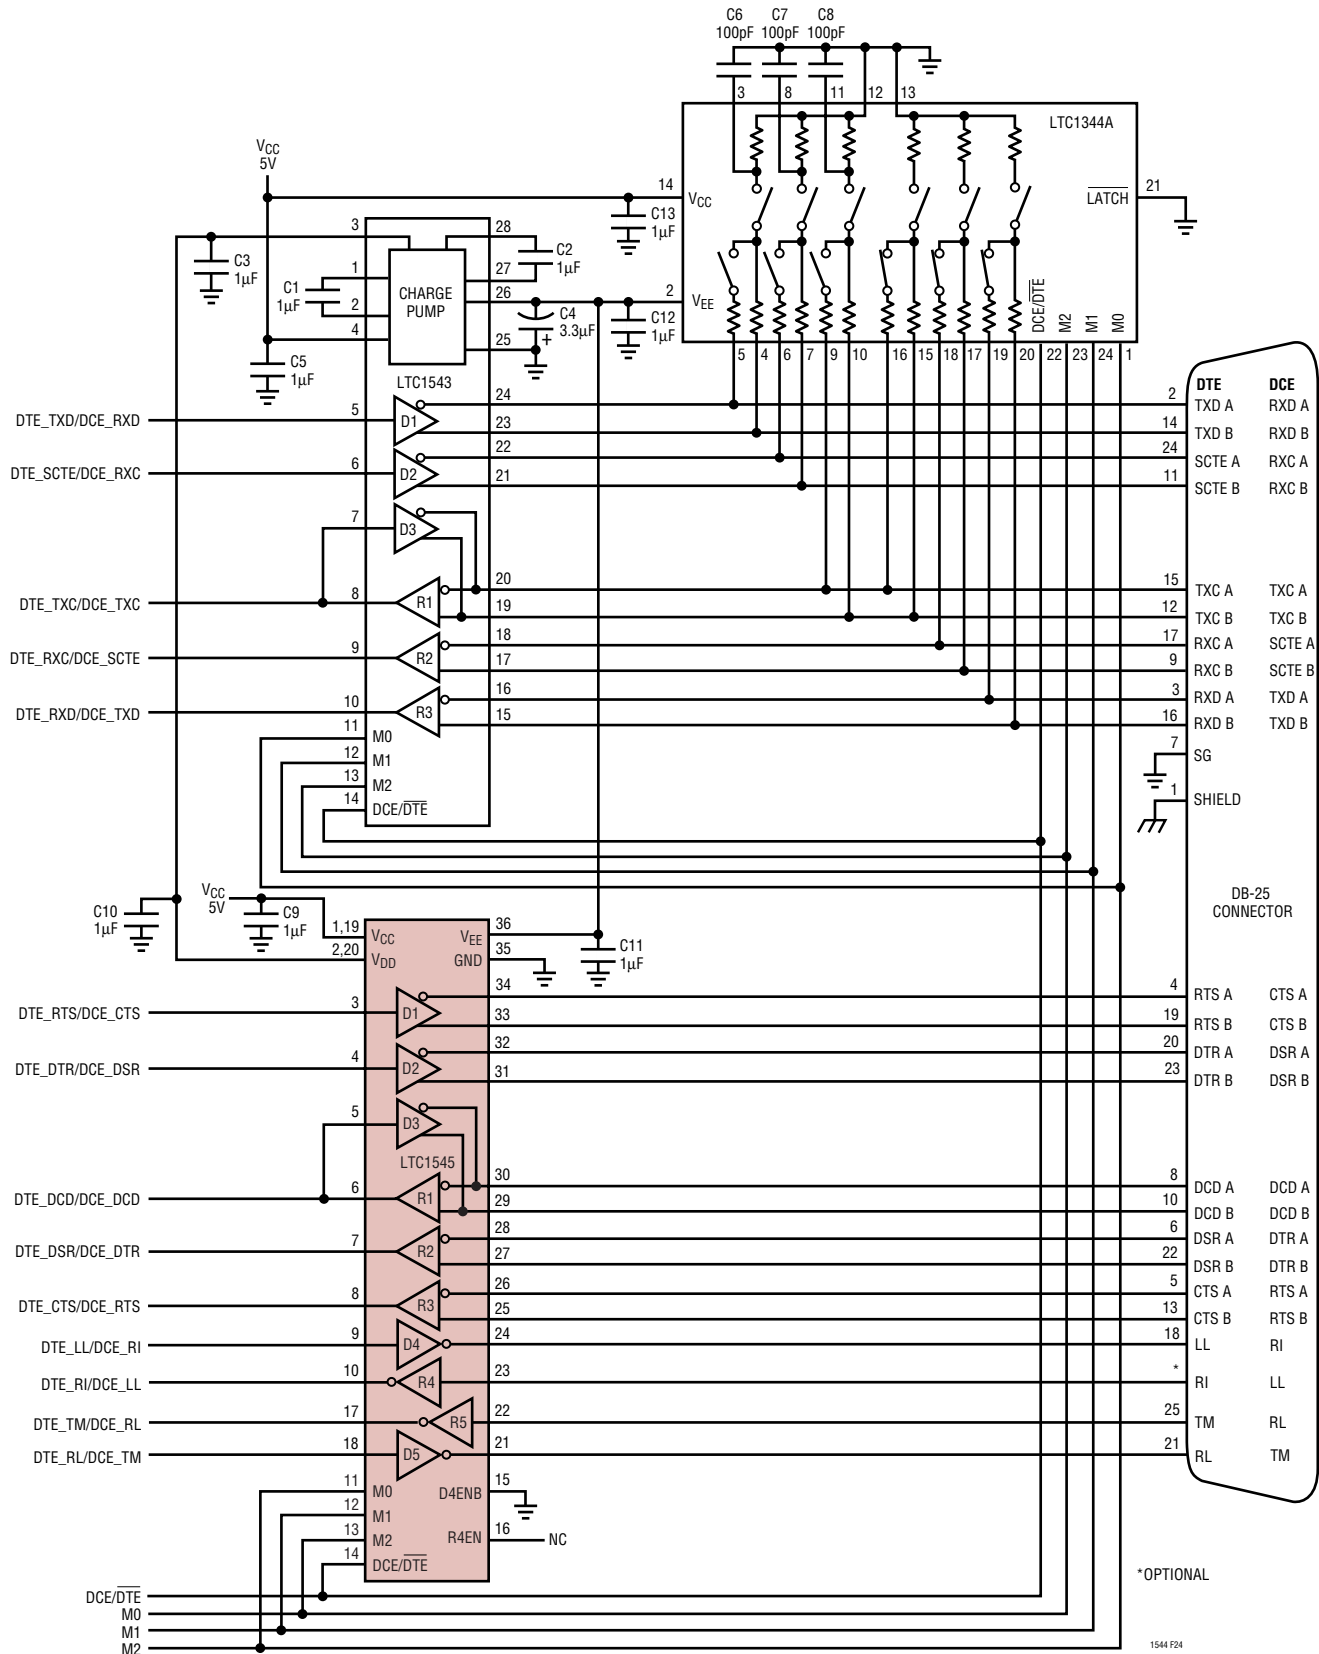 C6 C7 C8
100pF 100pF 100pF
3 8 11 12 13
LTC1344A
VCC
5V
14
VCC
21
LATCH
C13
1µF
3
28
C3
1µF
C2
1µF
1
27
C1
1µF
CHARGE
PUMP
2
26
2
VEE
C4
3.3µF
+
C12
1µF
4
25
C5
1µF
LTC1543
DCE/DTE
M2
M1
M0
5 4 6 7 9 10 16 15 18 17 19 20 22 23 24 1
DTE DCE
DTE_TXD/DCE_RXD
5
D1
24
23
2
TXD A RXD A
14
TXD B RXD B
DTE_SCTE/DCE_RXC
6
D2
22
21
24
SCTE A RXC A
11
SCTE B RXC B
7
D3
DTE_TXC/DCE_TXC
8
R1
20
19
15
TXC A TXC A
12
TXC B TXC B
DTE_RXC/DCE_SCTE
9
R2
18
17
17
RXC A SCTE A
9
RXC B SCTE B
DTE_RXD/DCE_TXD
10
R3
16
15
3
RXD A TXD A
16
RXD B TXD B
11
M0
12
M1
13
M2
14
DCE/DTE
7
SG
1
SHIELD
DB-25
CONNECTOR
C10
1µF
VCC
5V
C9
1µF
1,19
VCC
2,20
VDD
VEE
36
GND
35
C11
1µF
DTE_RTS/DCE_CTS
3
D1
34
33
4
RTS A CTS A
19
RTS B CTS B
DTE_DTR/DCE_DSR
4
D2
32
31
20
DTR A DSR A
23
DTR B DSR B
5
D3
LTC1545
DTE_DCD/DCE_DCD
6
R1
30
29
8
DCD A DCD A
10
DCD B DCD B
DTE_DSR/DCE_DTR
7
R2
28
27
6
DSR A DTR A
22
DSR B DTR B
DTE_CTS/DCE_RTS
8
R3
26
25
5
CTS A RTS A
13
CTS B RTS B
DTE_LL/DCE_RI
9
D4
24
18
LL RI
DTE_RI/DCE_LL
10
R4
23
*
RI LL
DTE_TM/DCE_RL
17
R5
22
25
TM RL
DTE_RL/DCE_TM
18
D5
21
21
RL TM
11
M0
D4ENB
15
12
M1
13
M2
R4EN
16
NC
14
DCE/DTE
*OPTIONAL
DCE/DTE
M0
M1
M2
1544 F24